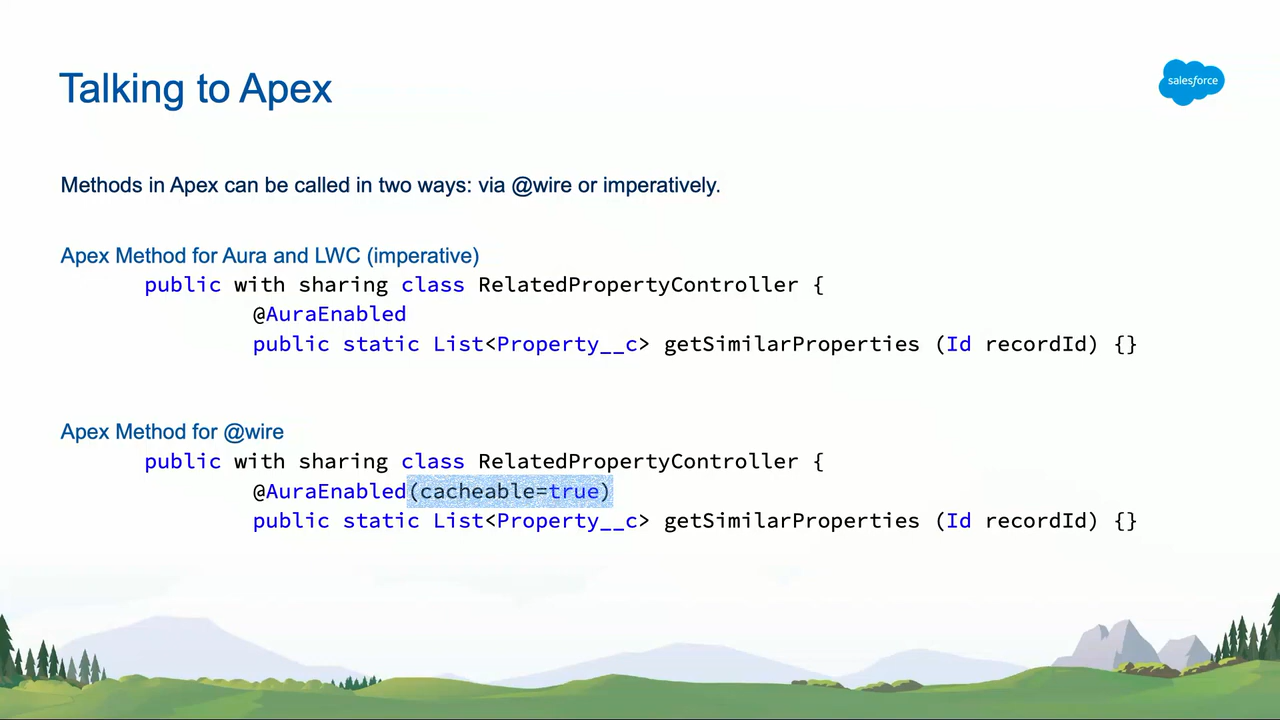 Talking to Apex
salesforce
Methods in Apex can be called in two ways: via @wire or imperatively.
Apex Method for Aura and LWC (imperative)
public with sharing class RelatedPropertyController {
@AuraEnabled
public static List<Property__c> getSimilarProperties (Id recordId) {}
Apex Method for @wire
public with sharing class RelatedPropertyController {
@AuraEnabled(cacheable=true)
public static List<Property__c> getSimilarProperties (Id recordId) {}